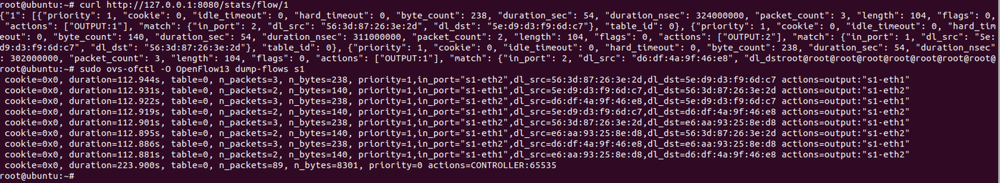 root@ubuntu:~# curl http://127.0.0.1:8080/stats/flow/1
{"1": [{"priority": 1, "cookie": 0, "idle_timeout": 0, "hard_timeout": 0, "byte_count": 238, "duration_sec": 54, "duration_nsec": 324000000, "packet_count": 3, "length": 104, "flags": 0,
 "actions": ["OUTPUT:1"], "match": {"in_port": 2, "dl_src": "56:3d:87:26:3e:2d", "dl_dst": "5e:d9:d3:f9:6d:c7"}, "table_id": 0}, {"priority": 1, "cookie": 0, "idle_timeout": 0, "hard_tim
eout": 0, "byte_count": 140, "duration_sec": 54, "duration_nsec": 311000000, "packet_count": 2, "length": 104, "flags": 0, "actions": ["OUTPUT:2"], "match": {"in_port": 1, "dl_src": "5e:
d9:d3:f9:6d:c7", "dl_dst": "56:3d:87:26:3e:2d"}, "table_id": 0}, {"priority": 1, "cookie": 0, "idle_timeout": 0, "hard_timeout": 0, "byte_count": 238, "duration_sec": 54, "duration_nsec"
: 302000000, "packet_count": 3, "length": 104, "flags": 0, "actions": ["OUTPUT:1"], "match": {"in_port": 2, "dl_src": "d6:df:4a:9f:46:e8", "dl_dstroot@root@root@root@root@root@root@root@
root@ubuntu:~# sudo ovs-ofctl -O OpenFlow13 dump-flows s1
 cookie=0x0, duration=112.944s, table=0, n_packets=3, n_bytes=238, priority=1,in_port="s1-eth2",dl_src=56:3d:87:26:3e:2d,dl_dst=5e:d9:d3:f9:6d:c7 actions=output:"s1-eth1"
 cookie=0x0, duration=112.931s, table=0, n_packets=2, n_bytes=140, priority=1,in_port="s1-eth1",dl_src=5e:d9:d3:f9:6d:c7,dl_dst=56:3d:87:26:3e:2d actions=output:"s1-eth2"
 cookie=0x0, duration=112.922s, table=0, n_packets=3, n_bytes=238, priority=1,in_port="s1-eth2",dl_src=d6:df:4a:9f:46:e8,dl_dst=5e:d9:d3:f9:6d:c7 actions=output:"s1-eth1"
 cookie=0x0, duration=112.919s, table=0, n_packets=2, n_bytes=140, priority=1,in_port="s1-eth1",dl_src=5e:d9:d3:f9:6d:c7,dl_dst=d6:df:4a:9f:46:e8 actions=output:"s1-eth2"
 cookie=0x0, duration=112.901s, table=0, n_packets=3, n_bytes=238, priority=1,in_port="s1-eth2",dl_src=56:3d:87:26:3e:2d,dl_dst=e6:aa:93:25:8e:d8 actions=output:"s1-eth1"
 cookie=0x0, duration=112.895s, table=0, n_packets=2, n_bytes=140, priority=1,in_port="s1-eth1",dl_src=e6:aa:93:25:8e:d8,dl_dst=56:3d:87:26:3e:2d actions=output:"s1-eth2"
 cookie=0x0, duration=112.886s, table=0, n_packets=3, n_bytes=238, priority=1,in_port="s1-eth2",dl_src=d6:df:4a:9f:46:e8,dl_dst=e6:aa:93:25:8e:d8 actions=output:"s1-eth1"
 cookie=0x0, duration=112.881s, table=0, n_packets=2, n_bytes=140, priority=1,in_port="s1-eth1",dl_src=e6:aa:93:25:8e:d8,dl_dst=d6:df:4a:9f:46:e8 actions=output:"s1-eth2"
 cookie=0x0, duration=223.900s, table=0, n_packets=89, n_bytes=8301, priority=0 actions=CONTROLLER:65535
root@ubuntu:~#